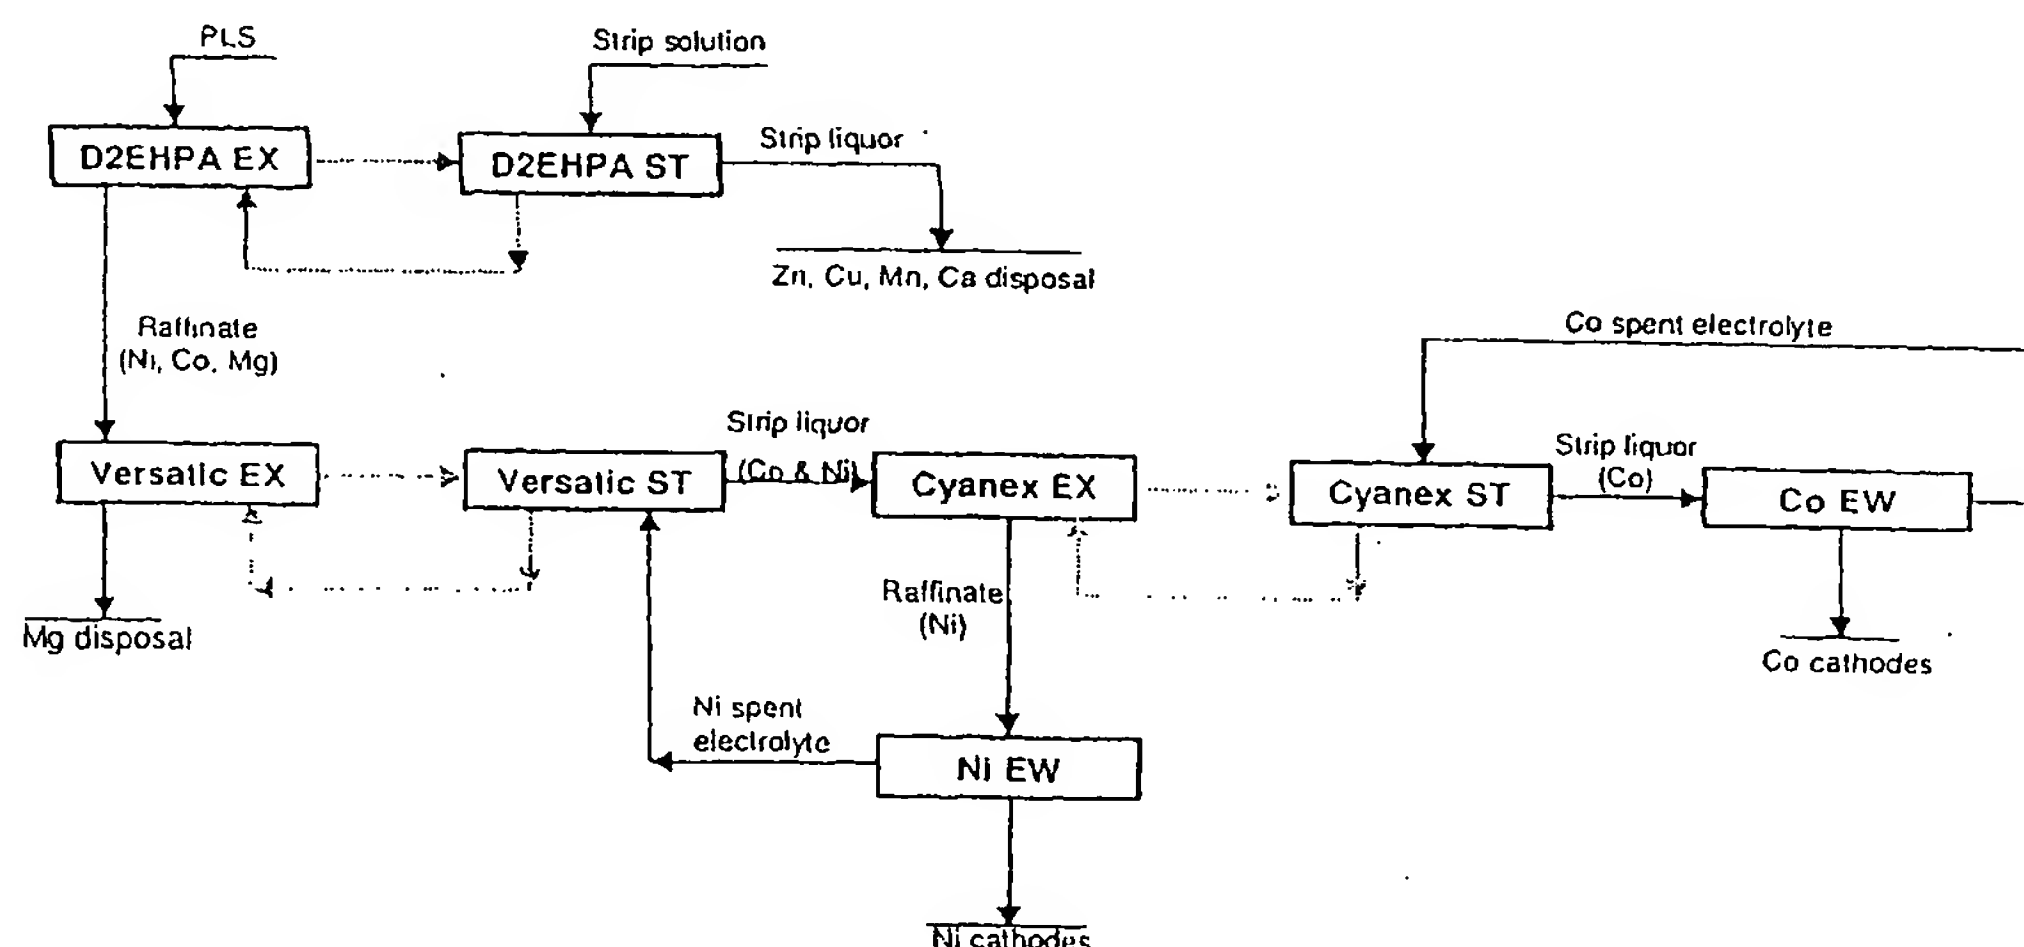 PLS
Strip solution
D2EHPA EX
D2EHPA ST
Strip liquor
Zn, Cu, Mn, Ca disposal
Raffinate
(Ni, Co, Mg)
Co spent electrolyte
Versatic EX
Versatic ST
Strip liquor
(Co & Ni)
Cyanex EX
Cyanex ST
Strip liquor
(Co)
Co EW
Mg disposal
Raffinate
(Ni)
Co cathodes
Ni spent
electrolyte
Ni EW
Ni cathodes